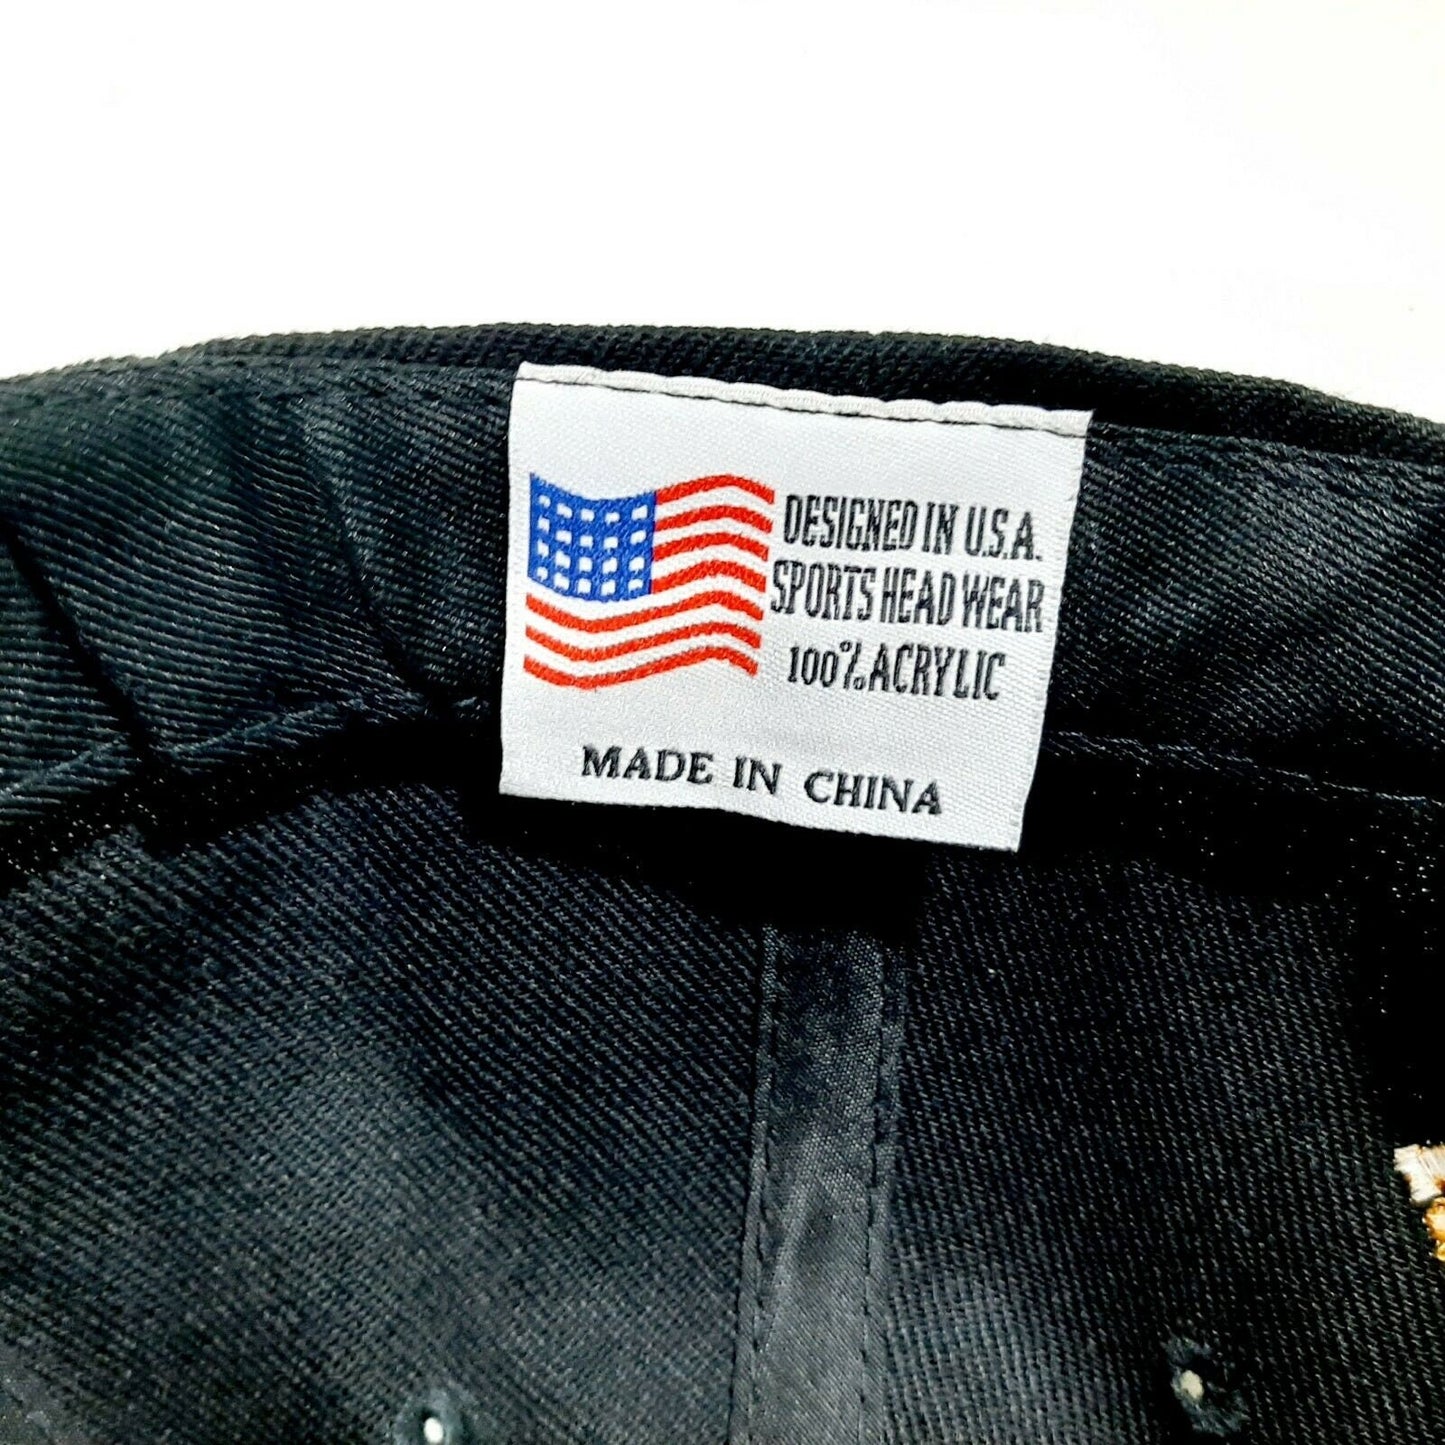 DESIGNED IN U.S.A.
SPORTS HEAD WEAR
100% ACRYLIC
MADE IN CHINA